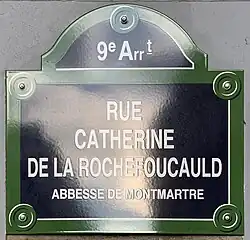 9e Arrt
RUE
CATHERINE
DE LA ROCHEFOUCAULD
ABBESSE DE MONTMARTRE